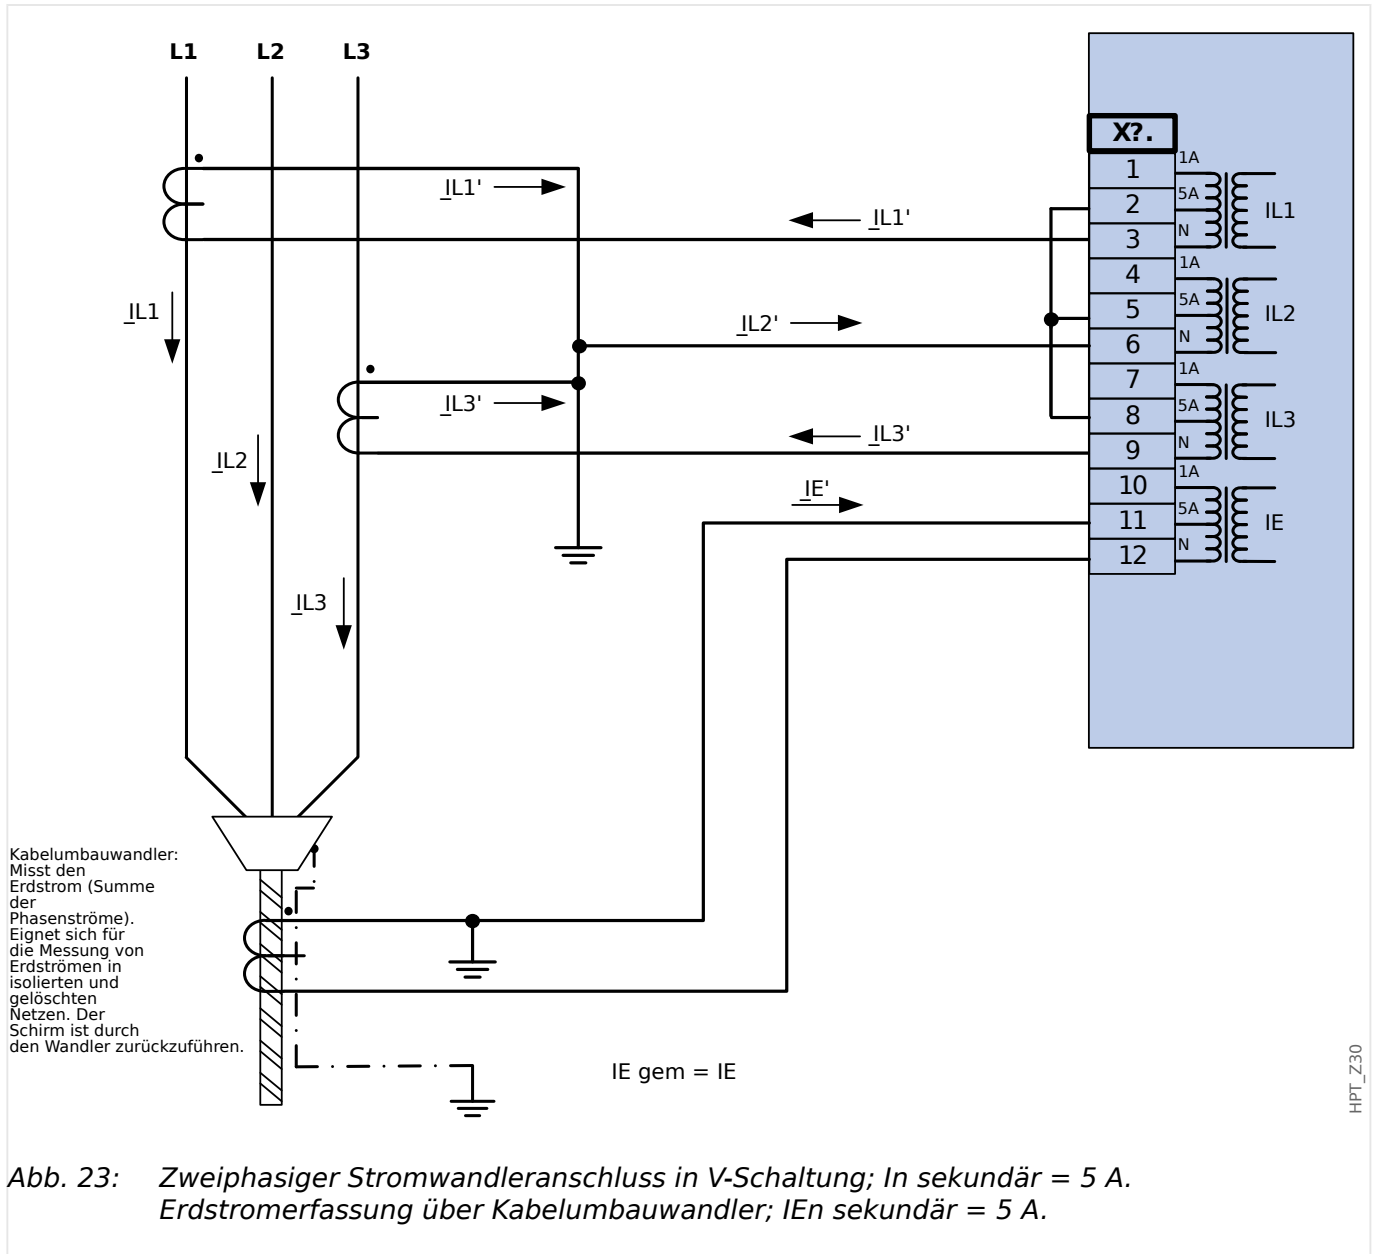 L1 L2 L3
X?.
1 1A
2 5A IL1
3 N
4 1A
5 5A IL2
6 N
7 1A
8 5A IL3
9 N
10 1A
11 5A IE
12 N
IL1'
IL1'
IL1
IL2'
IL3'
IL3'
IL2
IE'
IL3
Kabelumbauwandler:
Misst den
Erdstrom (Summe
der
Phasenströme).
Eignet sich für
die Messung von
Erdströmen in
isolierten und
gelöschten
Netzen. Der
Schirm ist durch
den Wandler zurückzuführen.
IE gem = IE
HPT_Z30
Abb. 23: Zweiphasiger Stromwandleranschluss in V-Schaltung; In sekundär = 5 A.
Erdstromerfassung über Kabelumbauwandler; IEn sekundär = 5 A.